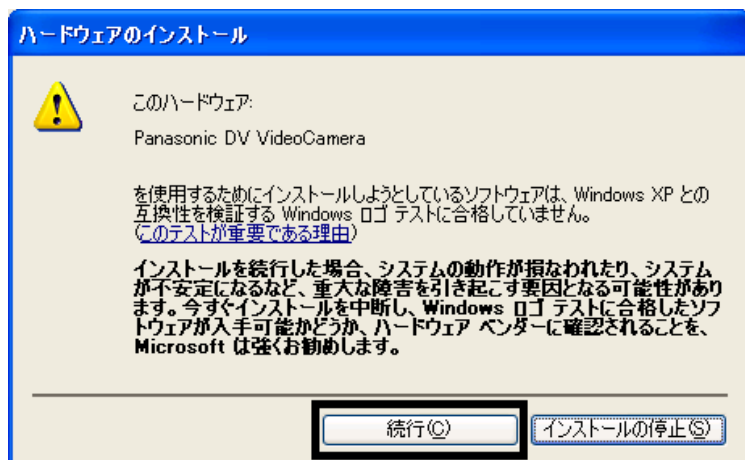 ハードウェアのインストール
このハードウェア:
Panasonic DV VideoCamera
を使用するためにインストールしようとしているソフトウェアは、Windows XP との
互換性を検証する Windows ロゴ テストに合格していません。
(このテストが重要である理由)
インストールを続行した場合、システムの動作が損なわれたり、システム
が不安定になるなど、重大な障害を引き起こす要因となる可能性があり
ます。今すぐインストールを中断し、Windows ロゴ テストに合格したソフ
トウェアが入手可能かどうか、ハードウェア ベンダーに確認されることを、
Microsoft は強くお勧めします。
続行(C) インストールの停止(S)